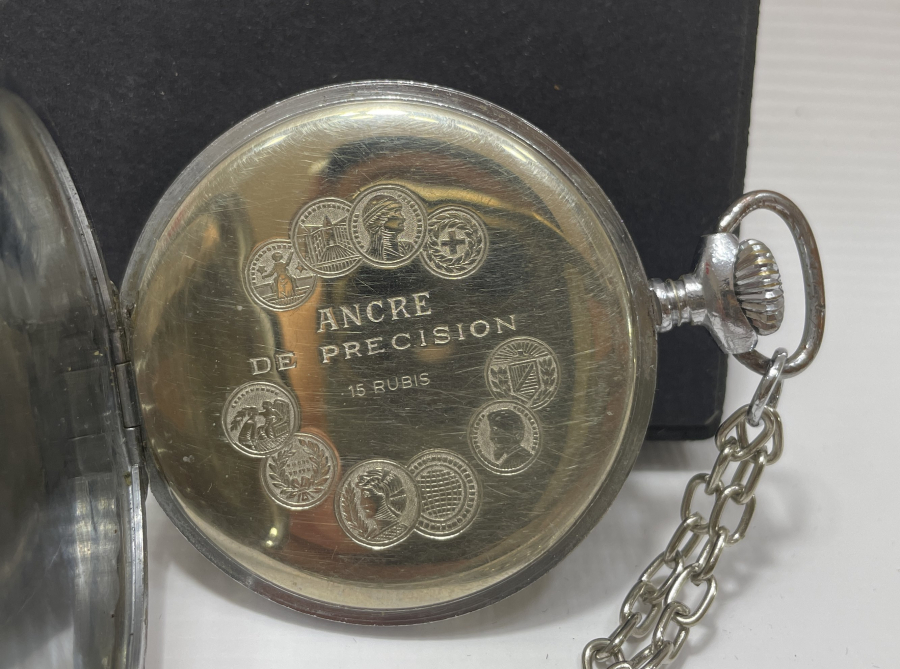 ANCRE
DE PRECISION
15 RUBIS